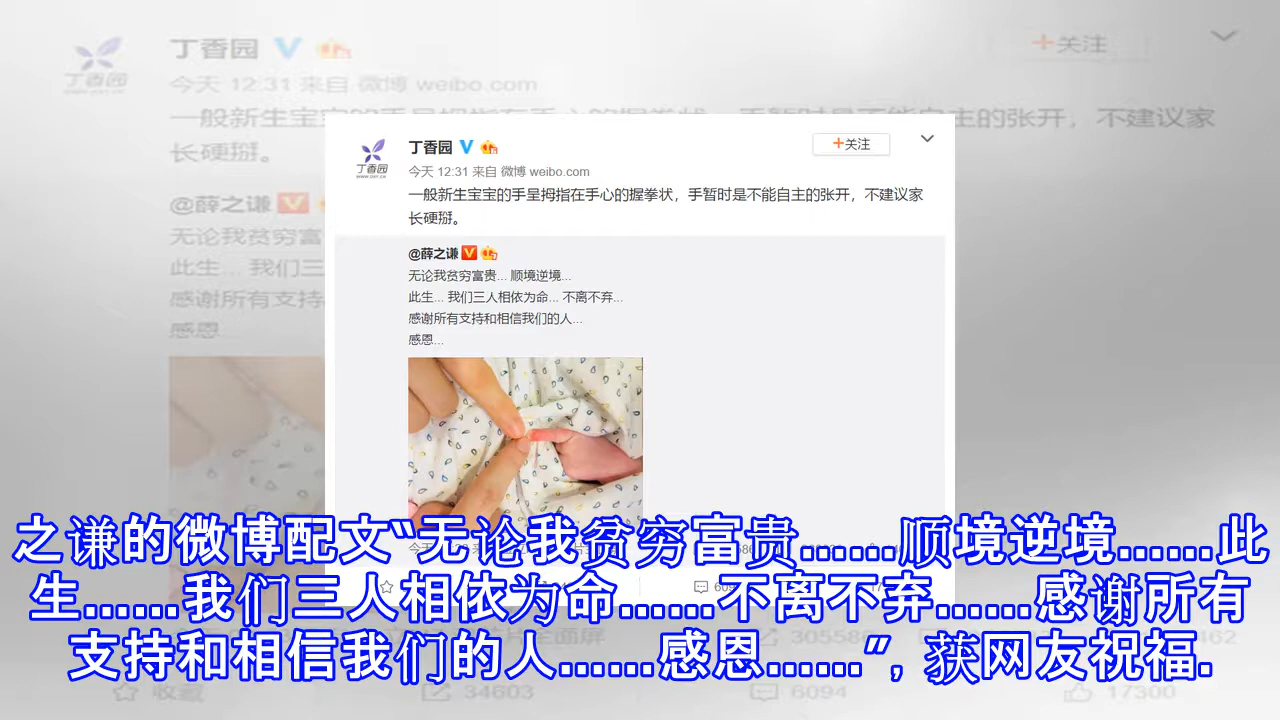 丁香园
+关注
今天 12:31 来自 微博 weibo.com
一般新生宝宝的手呈拇指在手心的握拳状，手暂时是不能自主的张开，不建议家
长硬掰。
@薛之谦
无论我贫穷富贵... 顺境逆境...
此生... 我们三人相依为命... 不离不弃...
感谢所有支持和相信我们的人...
感恩...
之谦的微博配文“无论我贫穷富贵......顺境逆境......此
生......我们三人相依为命......不离不弃......感谢所有
支持和相信我们的人......感恩......”, 获网友祝福.
收藏
34603
6094
17300